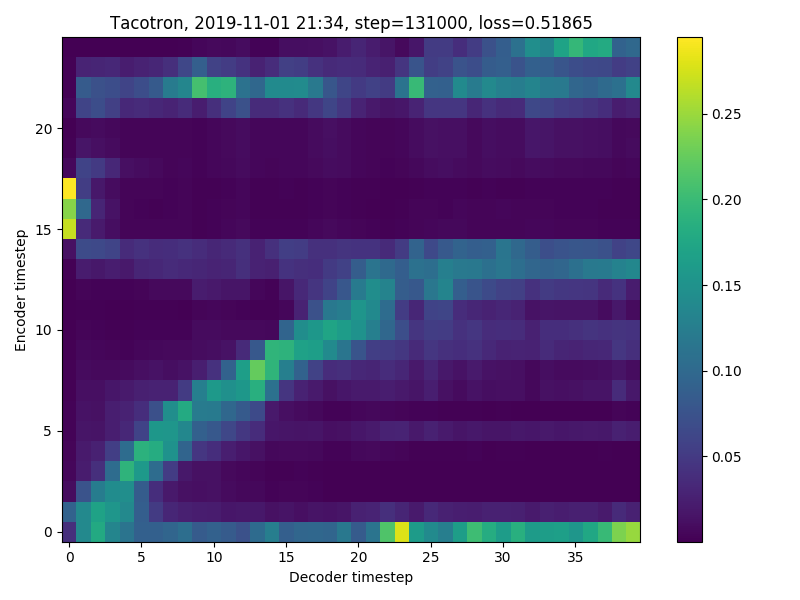 Tacotron, 2019-11-01 21:34, step=131000, loss=0.51865
Encoder timestep
20
15
10
5
0
0 5 10 15 20 25 30 35
Decoder timestep
0.25
0.20
0.15
0.10
0.05